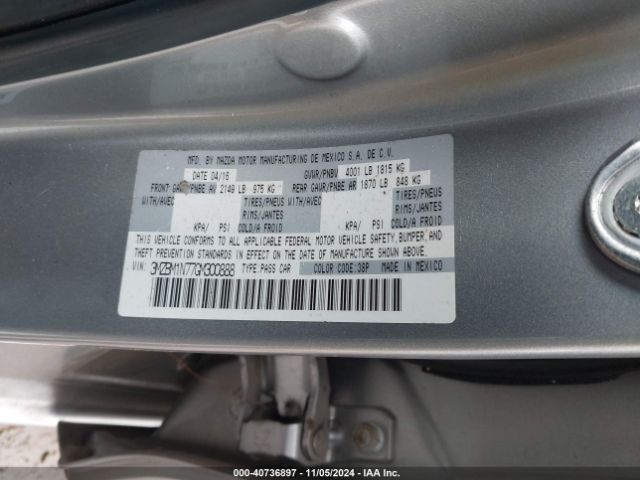 MFD. BY MAZDA MOTOR MANUFACTURING DE MEXICO S.A. DE C.V.
DATE 04/16 GVWR/PNBV 4001 LB 1815 KG
FRONT GAWR/PNBE AV 2149 LB 975 KG REAR GAWR/PNBE AR 1870 LB 848 KG
WITH/AVEC TIRES/PNEUS WITH/AVEC TIRES/PNEUS
RIMS/JANTES RIMS/JANTES
KPA/ PSI COLD/A FROID KPA/ PSI COLD/A FROID
THIS VEHICLE CONFORMS TO ALL APPLICABLE FEDERAL MOTOR VEHICLE SAFETY, BUMPER, AND
THEFT PREVENTION STANDARDS IN EFFECT ON THE DATE OF MANUFACTURE SHOWN ABOVE.
VIN: 3MZBM1N77GM300888 TYPE PASS CAR COLOR CODE:38P MADE IN MEXICO
000-40736897 - 11/05/2024 - IAA Inc.